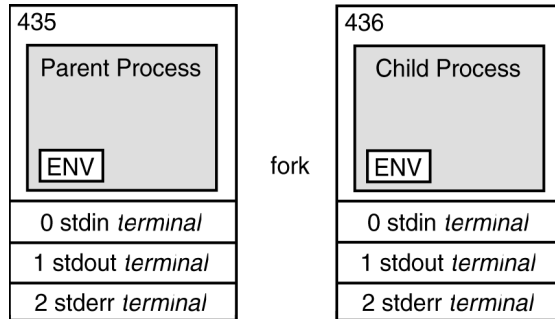 435
Parent Process
ENV
0 stdin terminal
1 stdout terminal
2 stderr terminal
fork
436
Child Process
ENV
0 stdin terminal
1 stdout terminal
2 stderr terminal